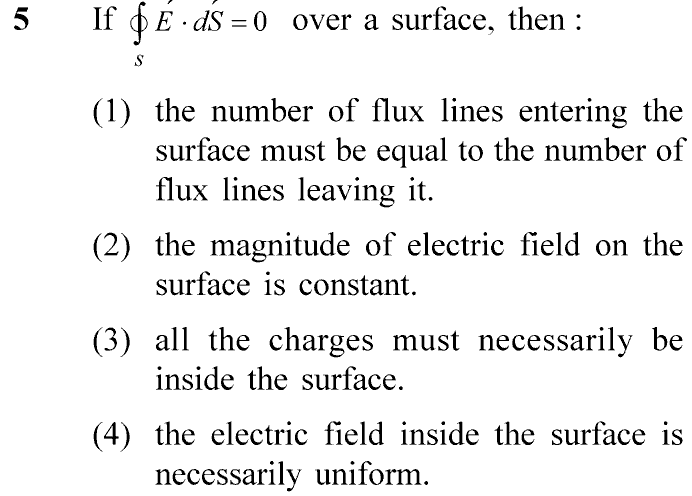 5 If ∮ E · dS = 0 over a surface, then :
s
(1) the number of flux lines entering the
surface must be equal to the number of
flux lines leaving it.
(2) the magnitude of electric field on the
surface is constant.
(3) all the charges must necessarily be
inside the surface.
(4) the electric field inside the surface is
necessarily uniform.